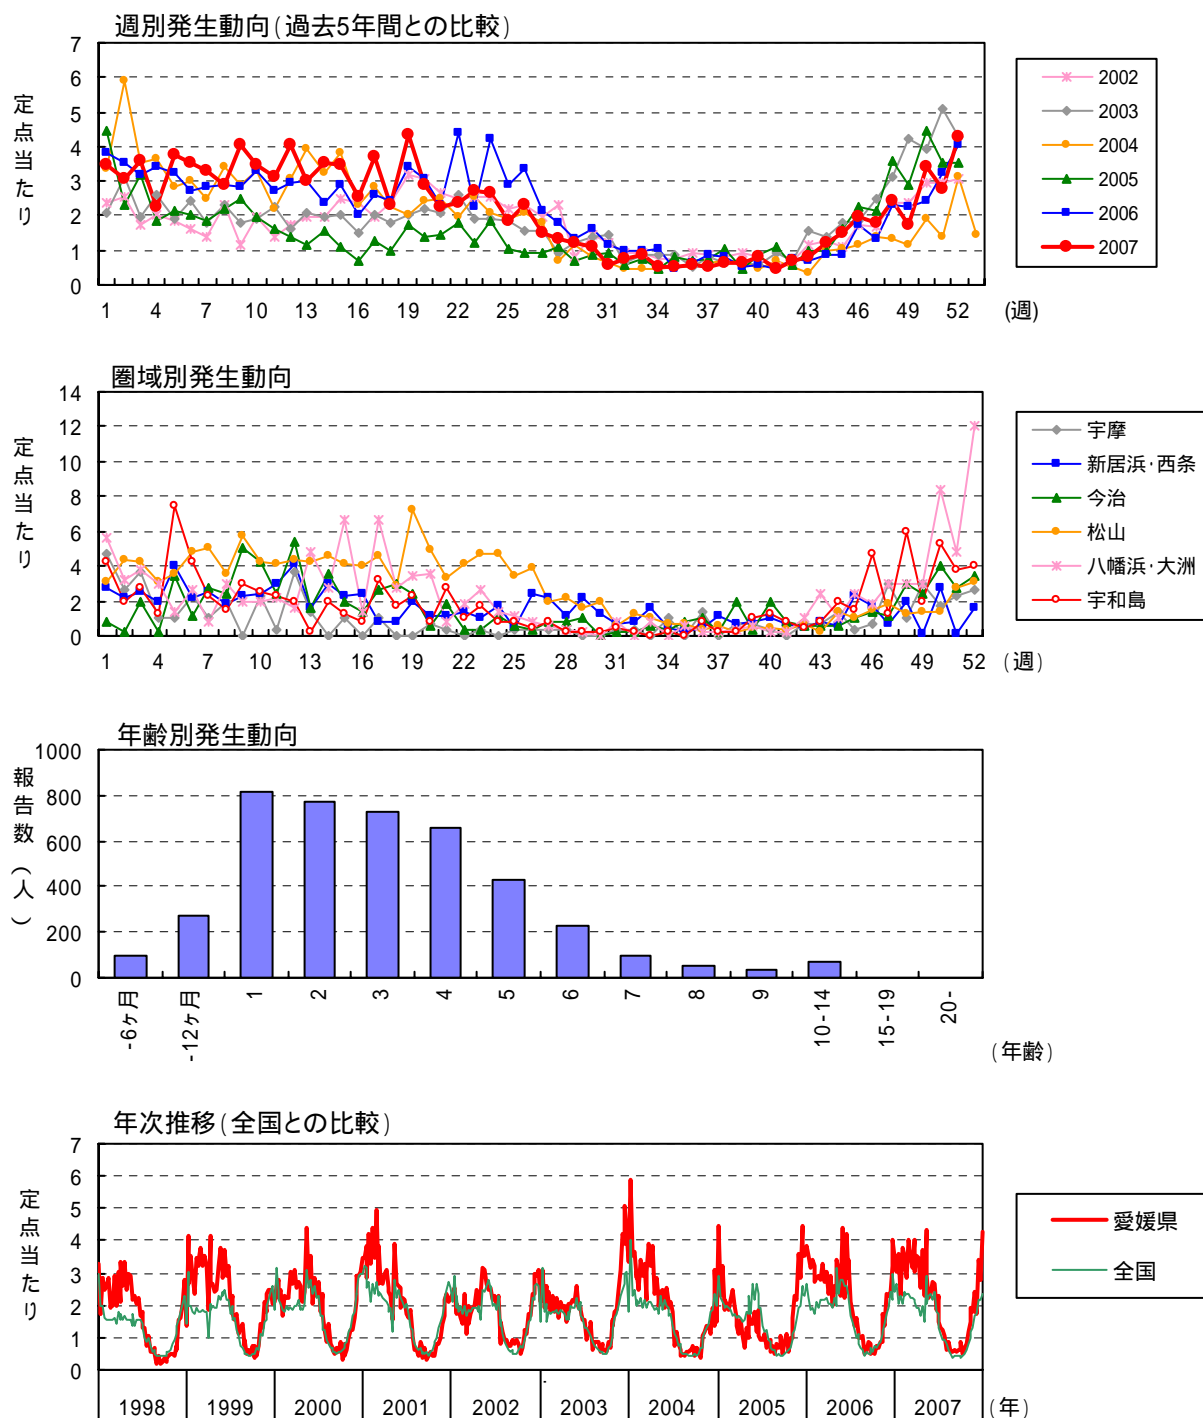 週別発生動向(過去5年間との比較)
定点当たり
7
6
5
4
3
2
1
0
1 4 7 10 13 16 19 22 25 28 31 34 37 40 43 46 49 52 (週)
2002
2003
2004
2005
2006
2007
圏域別発生動向
定点当たり
14
12
10
8
6
4
2
0
1 4 7 10 13 16 19 22 25 28 31 34 37 40 43 46 49 52 (週)
宇摩
新居浜・西条
今治
松山
八幡浜・大洲
宇和島
年齢別発生動向
報告数(人)
1000
800
600
400
200
0
-6ヶ月 -12ヶ月 1 2 3 4 5 6 7 8 9 10-14 15-19 20-
(年齢)
年次推移(全国との比較)
定点当たり
7
6
5
4
3
2
1
0
1998 1999 2000 2001 2002 2003 2004 2005 2006 2007 (年)
愛媛県
全国